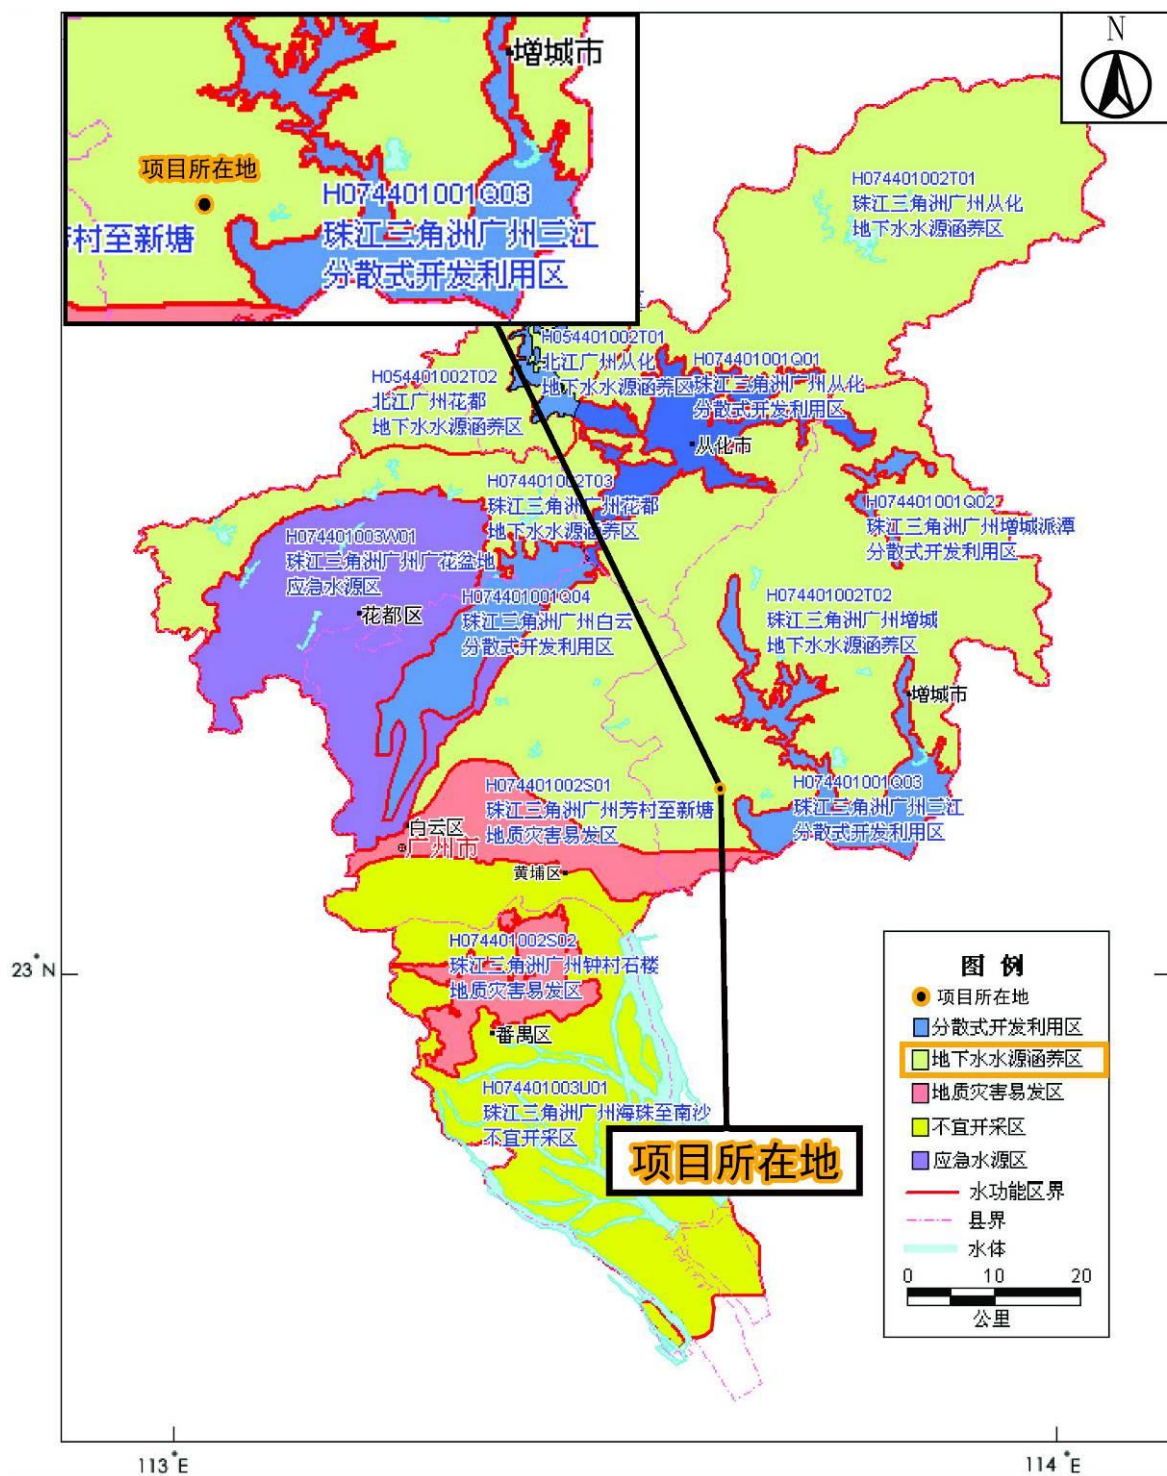 N
增城市
项目所在地
H074401001Q03
珠江三角洲广州三江
分散式开发利用区
村至新塘
H074401002T01
珠江三角洲广州从化
地下水水源涵养区
H054401002T01
北江广州从化
地下水水源涵养区
H074401001Q01
珠江三角洲广州从化
分散式开发利用区
H054401002T02
北江广州花都
地下水水源涵养区
从化市
H074401002T03
珠江三角洲广州花都
地下水水源涵养区
H074401001Q02
珠江三角洲广州增城派潭
分散式开发利用区
H074401003W01
珠江三角洲广州广花盆地
应急水源区
花都区
H074401001Q04
珠江三角洲广州白云
分散式开发利用区
H074401002T02
珠江三角洲广州增城
地下水水源涵养区
增城市
H074401002S01
珠江三角洲广州芳村至新塘
地质灾害易发区
H074401001Q03
珠江三角洲广州三江
分散式开发利用区
白云区
广州市
黄埔区
H074401002S02
珠江三角洲广州钟村石楼
地质灾害易发区
番禺区
H074401003U01
珠江三角洲广州海珠至南沙
不宜开采区
项目所在地
23°N
图 例
项目所在地
分散式开发利用区
地下水水源涵养区
地质灾害易发区
不宜开采区
应急水源区
水功能区界
县界
水体
0 10 20
公里
113°E
114°E